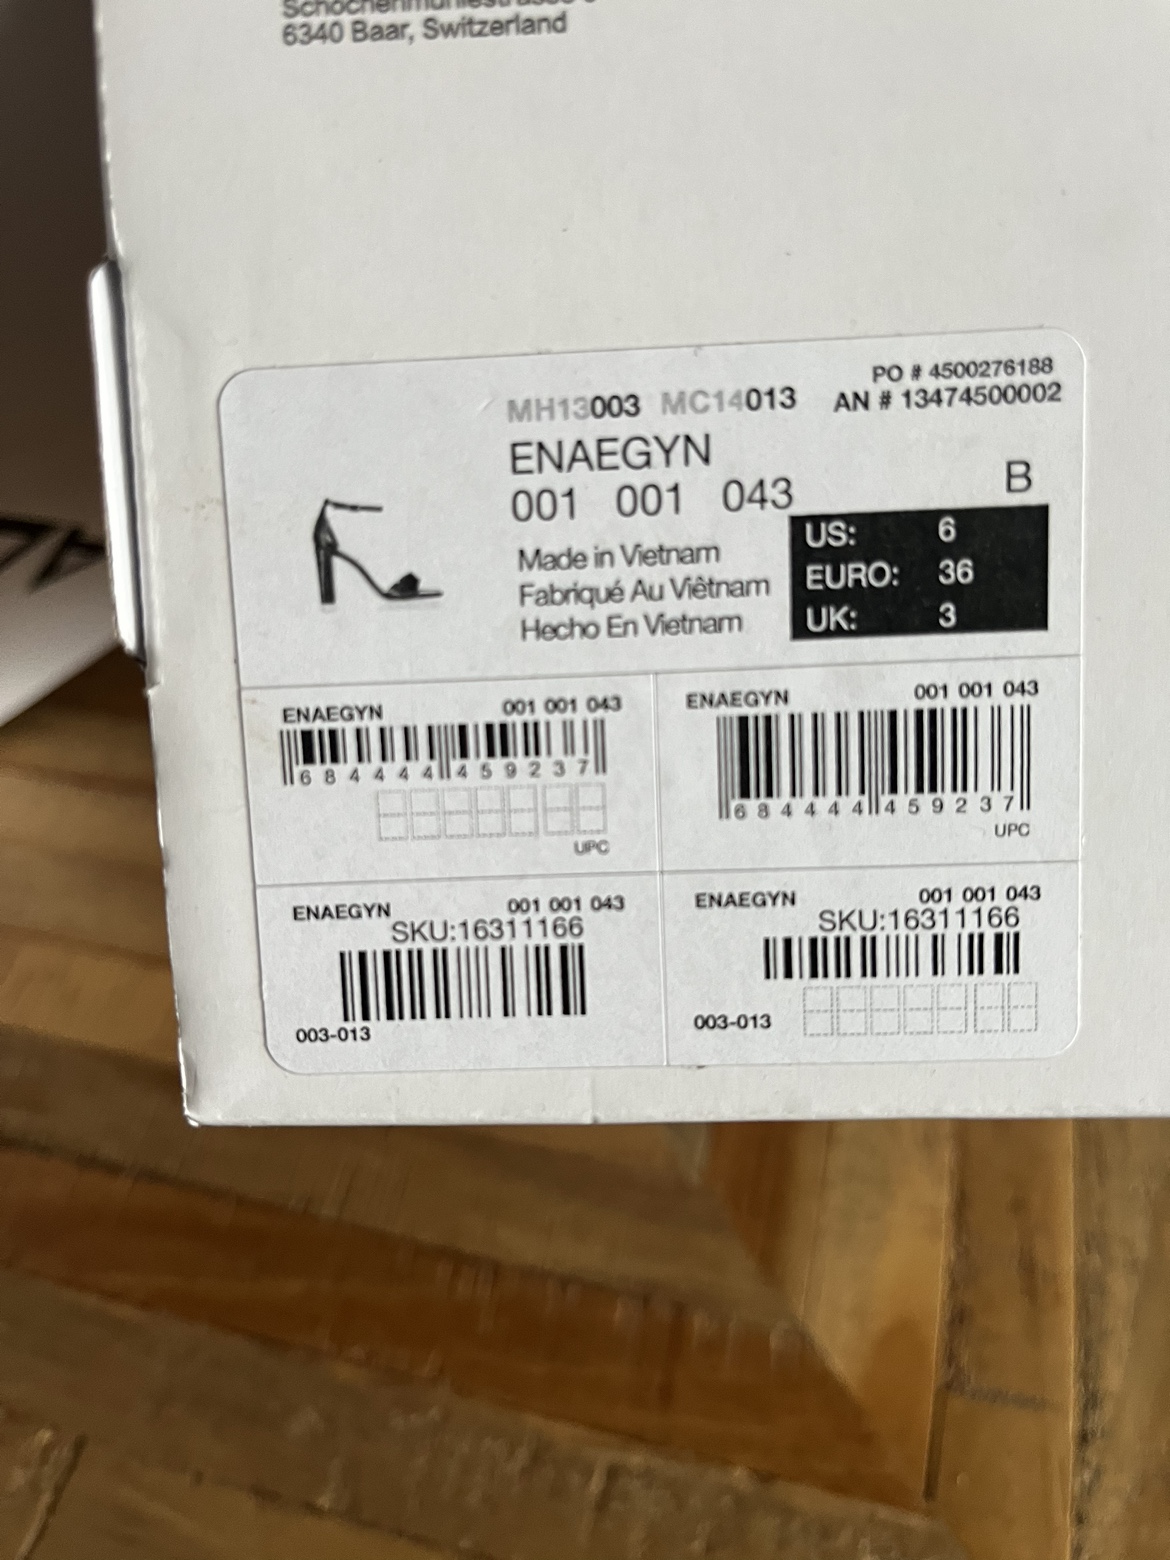 6340 Baar, Switzerland
PO # 4500276188
MH13003 MC14013 AN # 13474500002
ENAEGYN
B
001 001 043
US: 6
Made in Vietnam
EURO: 36
Fabriqué Au Viêtnam
UK: 3
Hecho En Vietnam
ENAEGYN 001 001 043
6 84444 45923 7
UPC
ENAEGYN 001 001 043
6 84444 45923 7
UPC
ENAEGYN 001 001 043
SKU:16311166
003-013
ENAEGYN 001 001 043
SKU:16311166
003-013